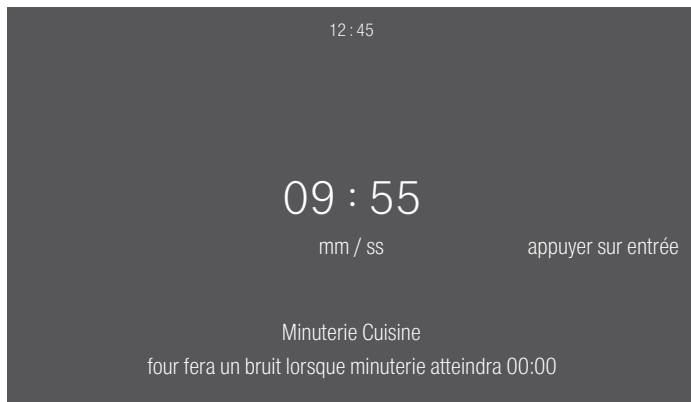 12 : 45
09 : 55
mm / ss
appuyer sur entrée
Minuterie Cuisine
four fera un bruit lorsque minuterie atteindra 00:00